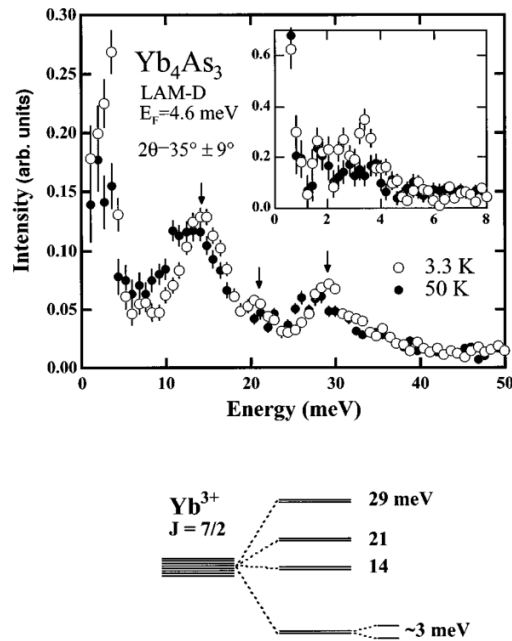 0.30
0.25
0.20
0.15
0.10
0.05
0.00
Intensity (arb. units)
Yb₄As₃
LAM-D
E_F=4.6 meV
2θ=35° ± 9°
0.6
0.4
0.2
0.0
0 2 4 6 8
○ 3.3 K
● 50 K
0 10 20 30 40 50
Energy (meV)
Yb³⁺
J = 7/2
29 meV
21
14
~3 meV